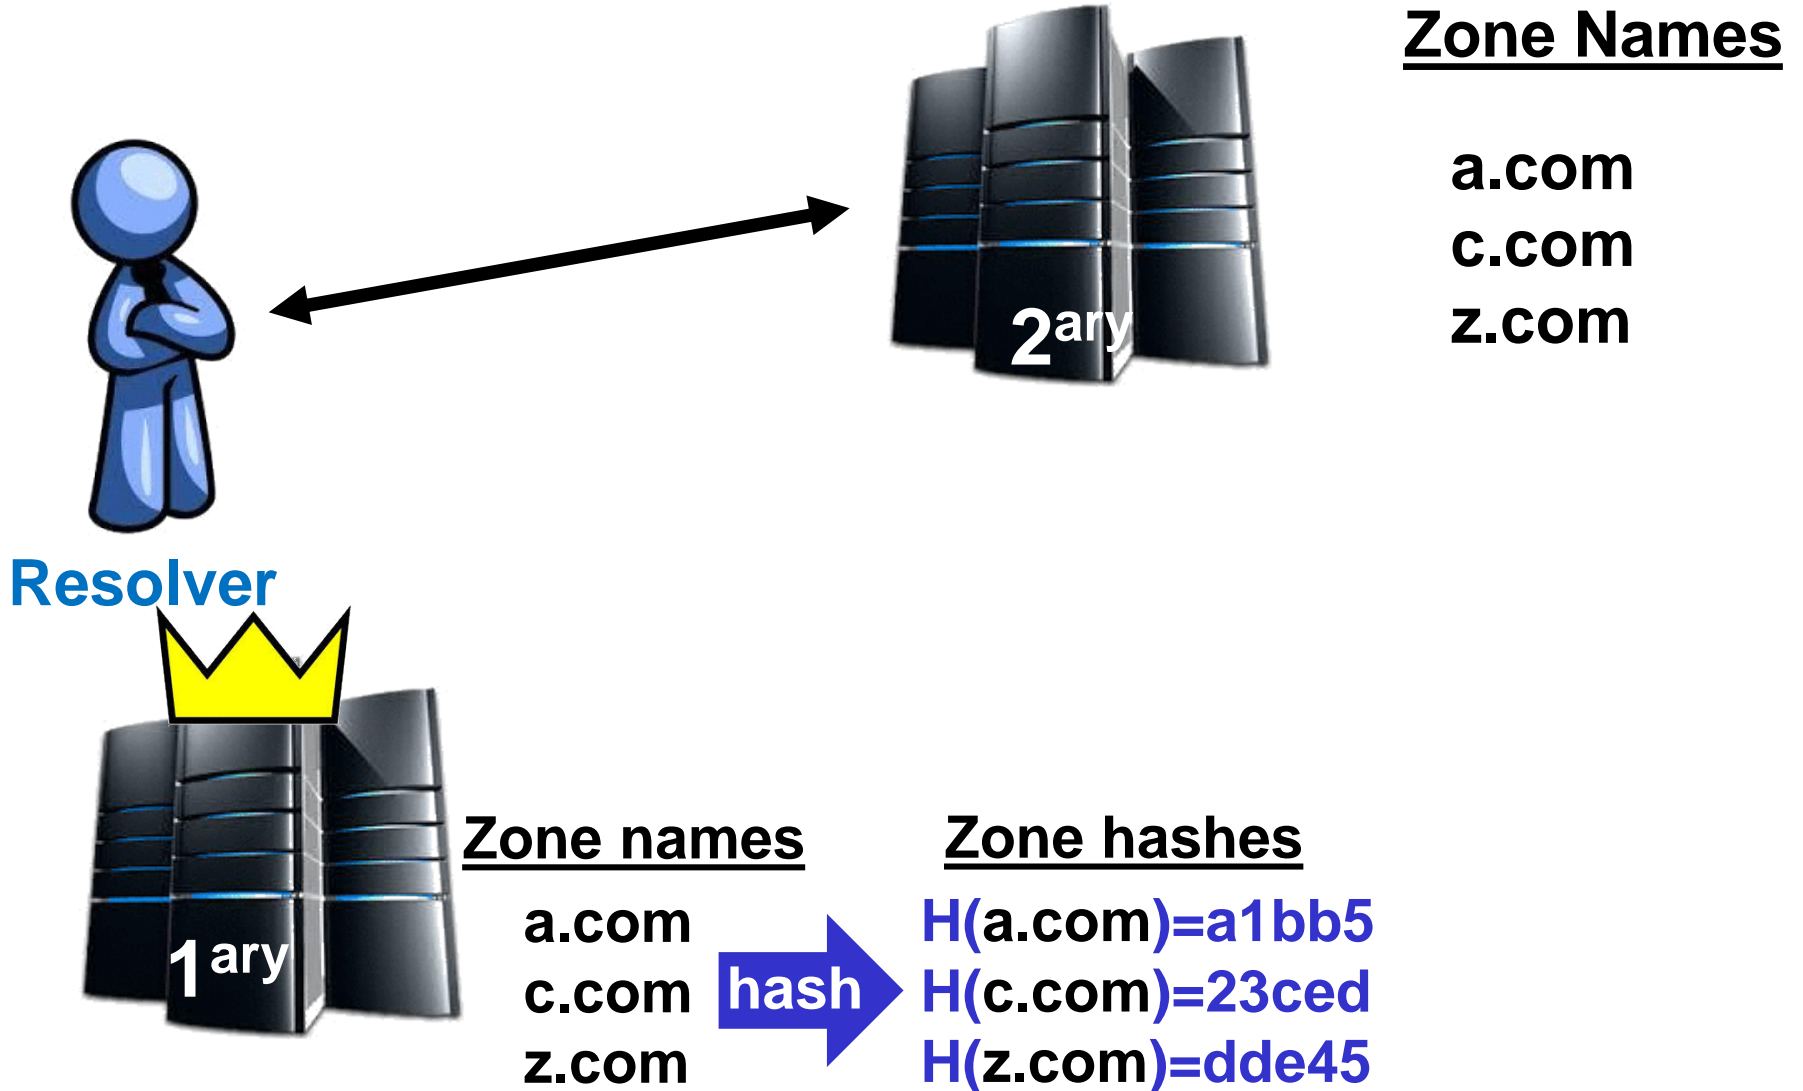 Zone Names
a.com
c.com
z.com
2ary
Resolver
1ary
Zone names
a.com
c.com
z.com
hash
Zone hashes
H(a.com)=a1bb5
H(c.com)=23ced
H(z.com)=dde45